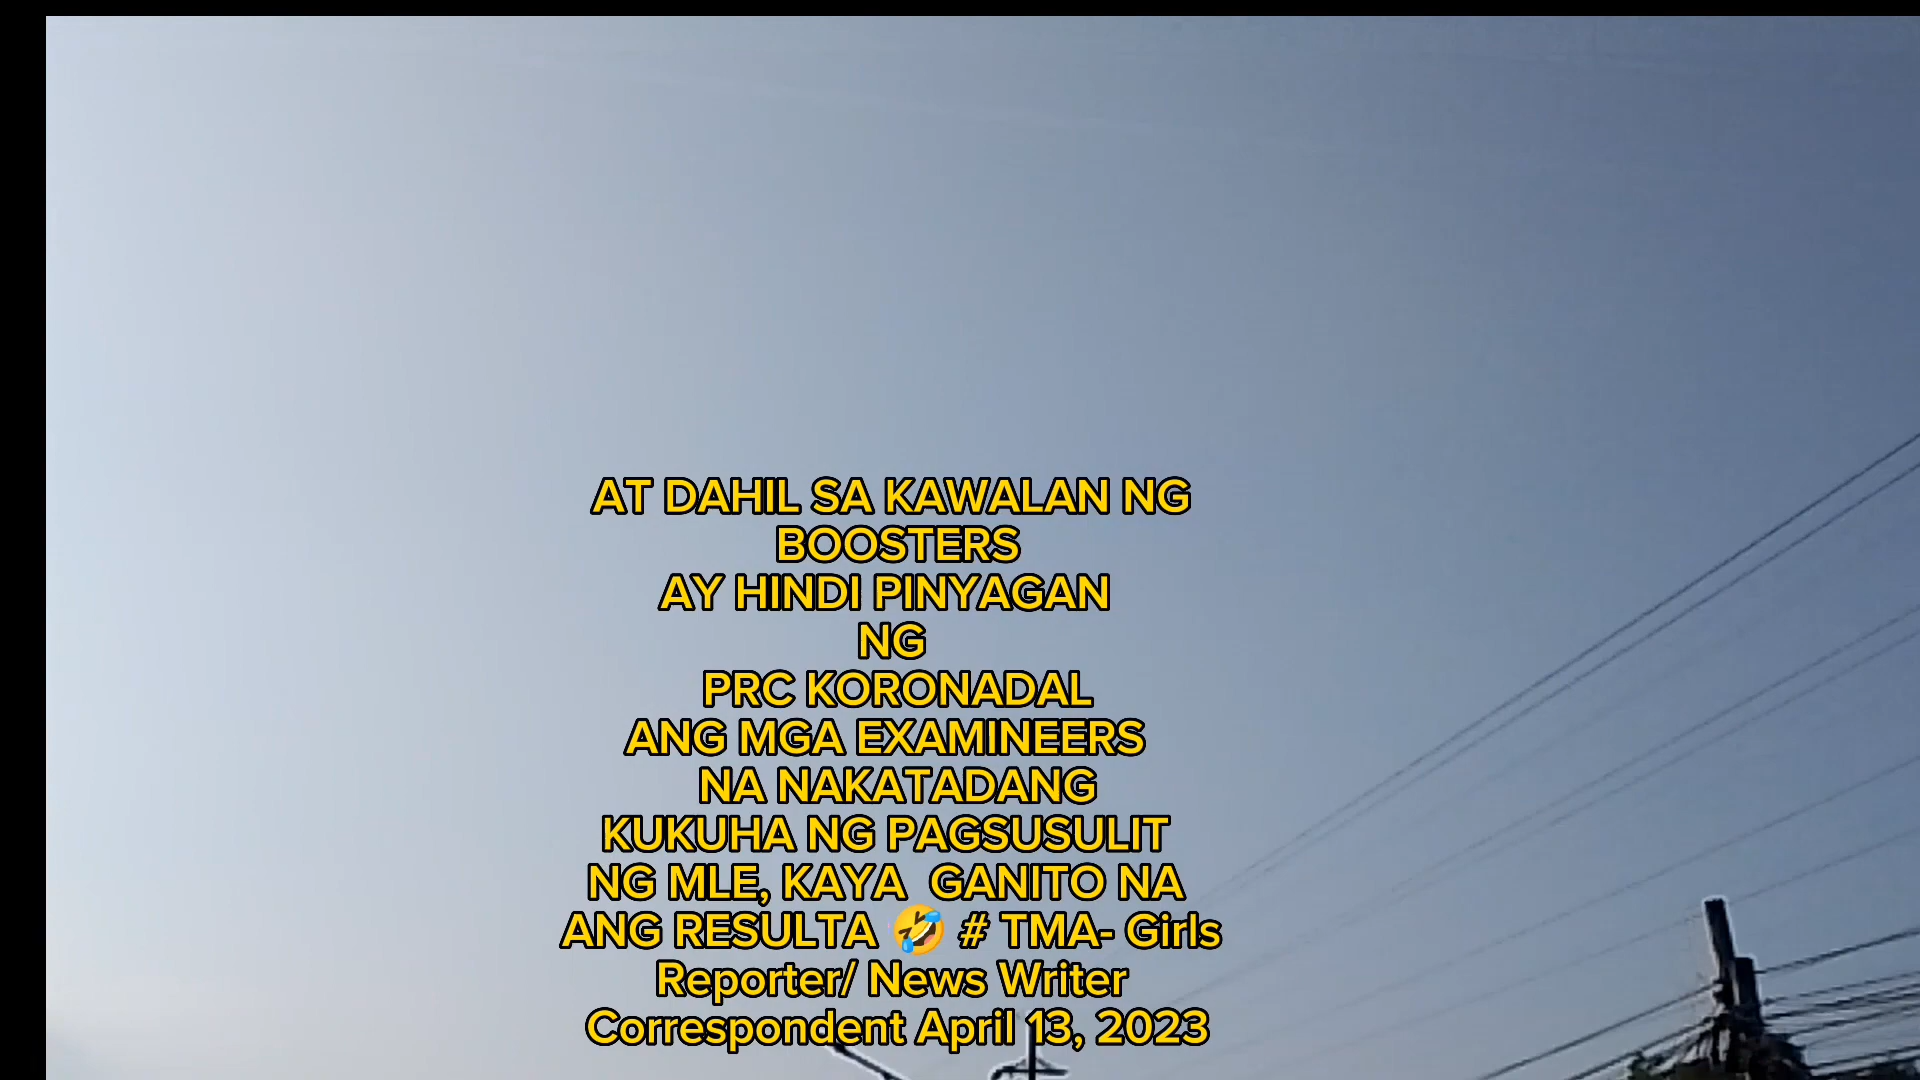 AT DAHIL SA KAWALAN NG
BOOSTERS
AY HINDI PINYAGAN
NG
PRC KORONADAL
ANG MGA EXAMINEERS
NA NAKATADANG
KUKUHA NG PAGSUSULIT
NG MLE, KAYA  GANITO NA
ANG RESULTA 🤣 # TMA- Girls
Reporter/ News Writer
Correspondent April 13, 2023